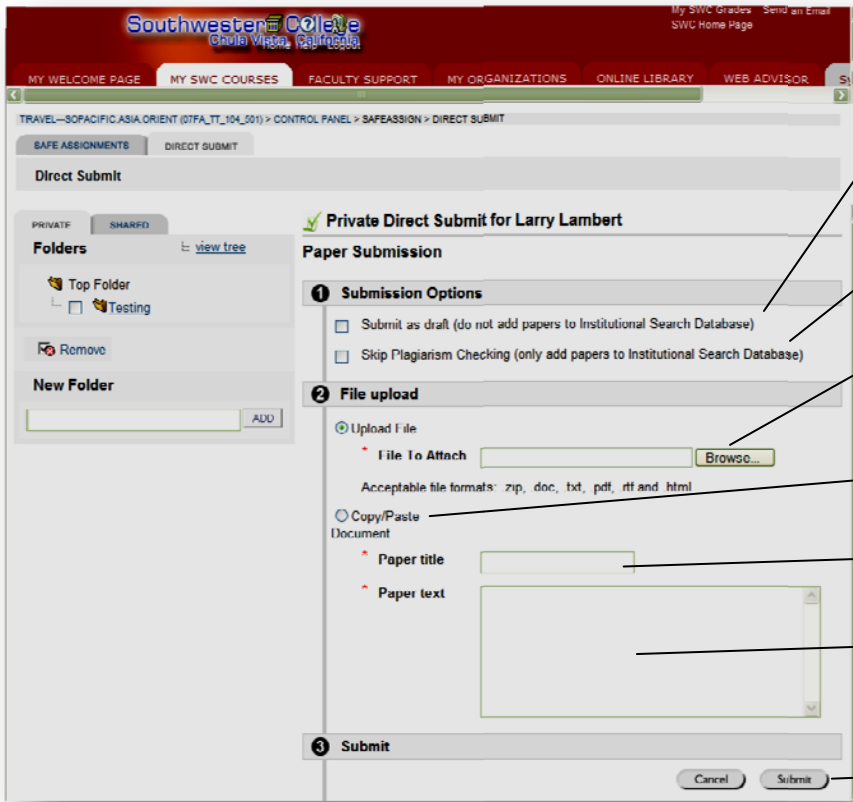 My SWC Grades Send an Email
SWC Home Page
Southwestern College
Chula Vista, California
Home Help Logout
MY WELCOME PAGE MY SWC COURSES FACULTY SUPPORT MY ORGANIZATIONS ONLINE LIBRARY WEB ADVISOR
TRAVEL—SOPACIFIC.ASIA.ORIENT (07FA_TT_104_501) > CONTROL PANEL > SAFEASSIGN > DIRECT SUBMIT
SAFE ASSIGNMENTS DIRECT SUBMIT
Direct Submit
PRIVATE SHARED
Folders view tree
Top Folder
Testing
Remove
New Folder
ADD
Private Direct Submit for Larry Lambert
Paper Submission
1 Submission Options
Submit as draft (do not add papers to Institutional Search Database)
Skip Plagiarism Checking (only add papers to Institutional Search Database)
2 File upload
Upload File
* File To Attach Browse...
Acceptable file formats: .zip, .doc, .txt, .pdf, .rtf and .html
Copy/Paste
Document
* Paper title
* Paper text
3 Submit
Cancel Submit